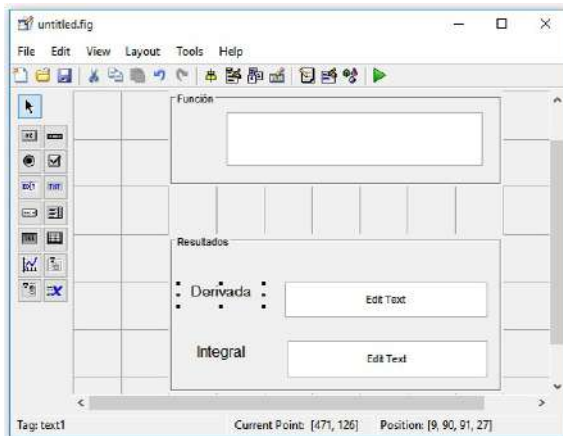 untitled.fig
File Edit View Layout Tools Help
Función
Resultados
Derivada
Edit Text
Integral
Edit Text
Tag: text1 Current Point: [471, 126] Position: [9, 90, 91, 27]